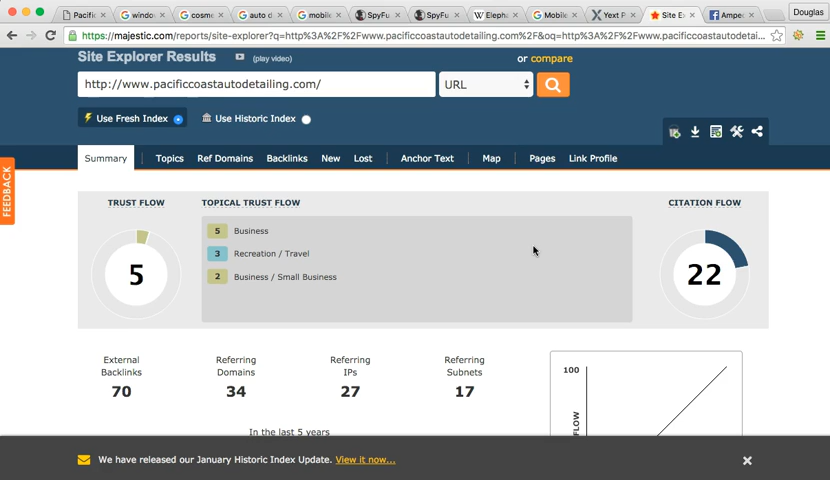 Pacific
windo
cosme
auto d
mobile
SpyFu
SpyFu
Eleph
Mobile
Yext P
Site Ex
Amped
Douglas
https://majestic.com/reports/site-explorer?q=http%3A%2F%2Fwww.pacificcoastautodetailing.com%2F&oq=http%3A%2F%2Fwww.pacificcoastautodetai...
Site Explorer Results (play video) or compare
http://www.pacificcoastautodetailing.com/ URL
Use Fresh Index Use Historic Index
Summary Topics Ref Domains Backlinks New Lost Anchor Text Map Pages Link Profile
FEEDBACK
TRUST FLOW TOPICAL TRUST FLOW CITATION FLOW
5 Business
3 Recreation / Travel
2 Business / Small Business
5
22
External Backlinks
70
Referring Domains
34
Referring IPs
27
Referring Subnets
17
In the last 5 years
100
FLOW
We have released our January Historic Index Update. View it now...